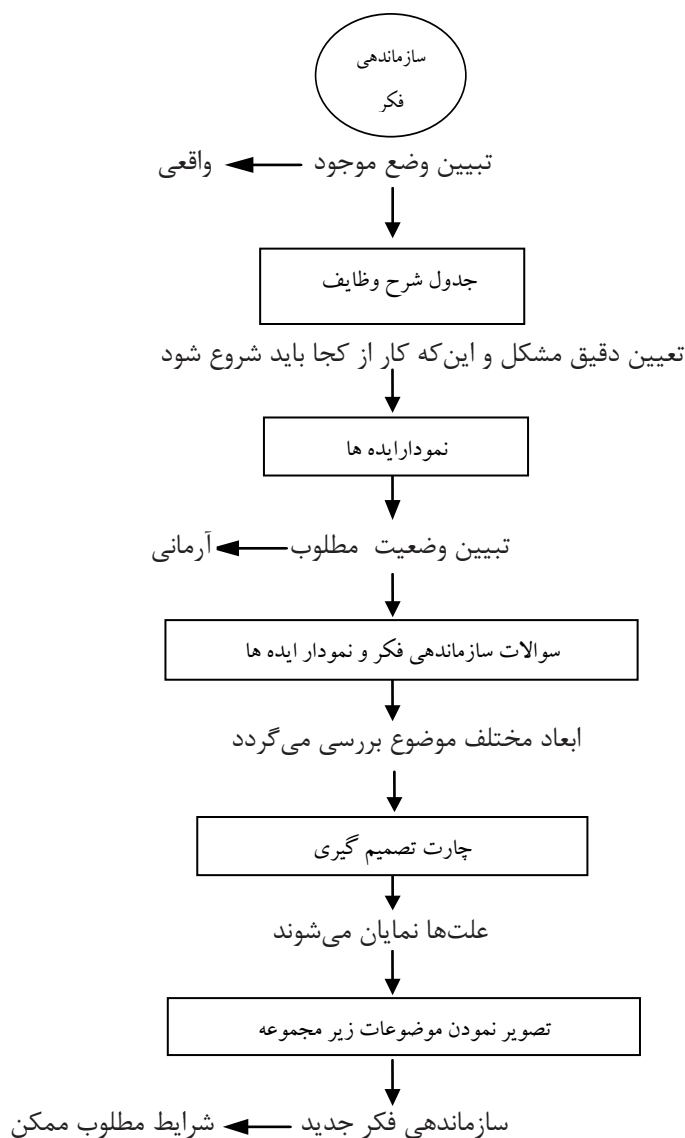 سازماندهی
فکر
تبیین وضع موجود واقعی
جدول شرح وظایف
تعیین دقیق مشکل و این‌که کار از کجا باید شروع شود
نمودارایده ها
تبیین وضعیت مطلوب آرمانی
سوالات سازماندهی فکر و نمودار ایده ها
ابعاد مختلف موضوع بررسی می‌گردد
چارت تصمیم گیری
علت‌ها نمایان می‌شوند
تصویر نمودن موضوعات زیر مجموعه
سازماندهی فکر جدید شرایط مطلوب ممکن